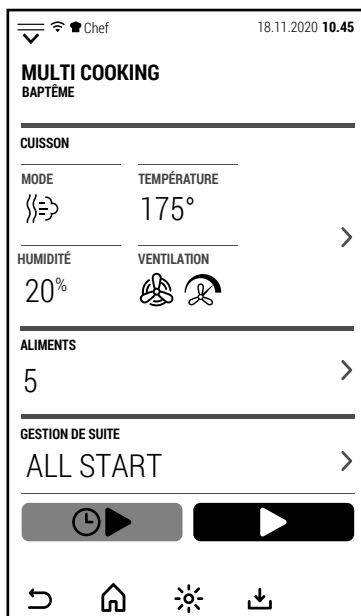 Chef 18.11.2020 10.45
MULTI COOKING
BAPTÊME
CUISSON
MODE TEMPÉRATURE
175°
HUMIDITÉ VENTILATION
20%
ALIMENTS
5
GESTION DE SUITE
ALL START